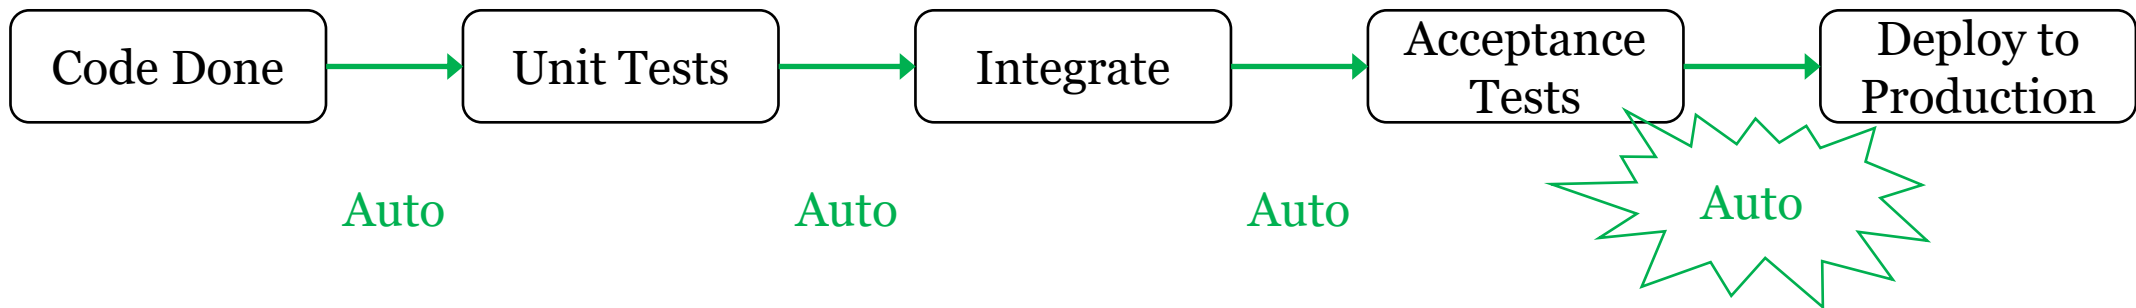 Code Done
Unit Tests
Integrate
Acceptance
Tests
Deploy to
Production
Auto
Auto
Auto
Auto